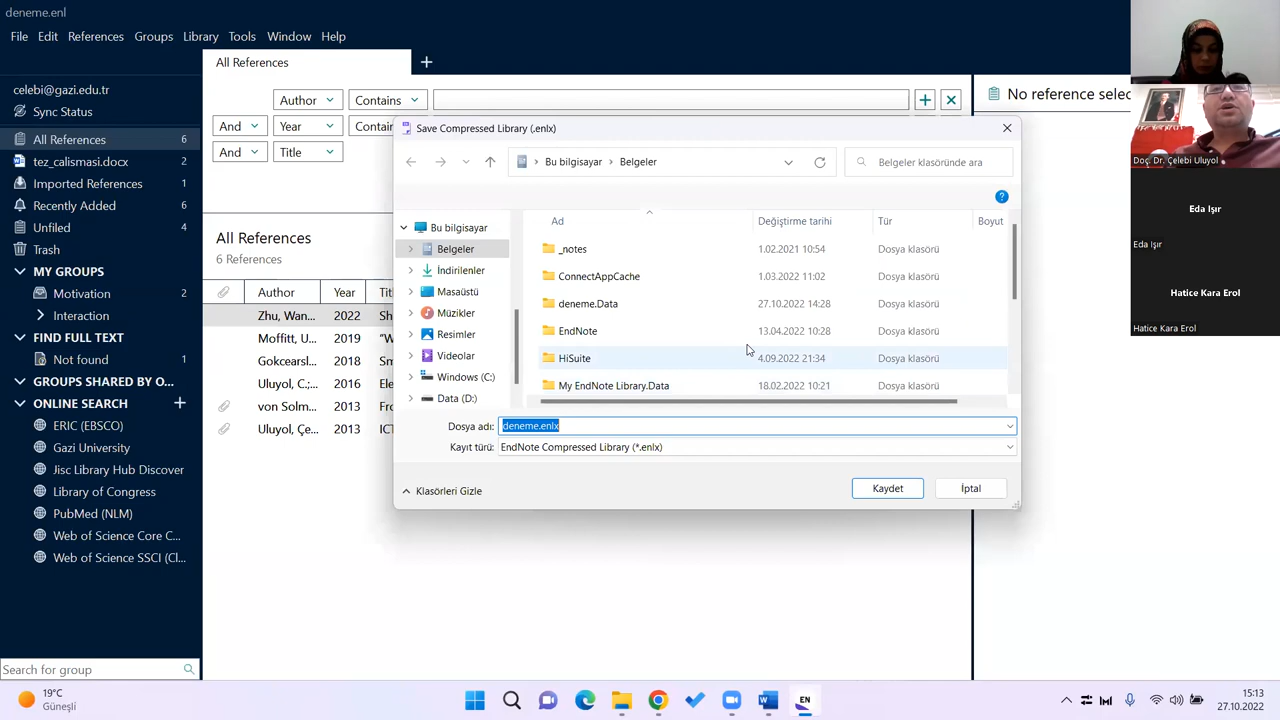 deneme.enl
File Edit References Groups Library Tools Window Help
All References
celebi@gazi.edu.tr
Sync Status
All References 6
tez_calismasi.docx 2
Imported References 1
Recently Added 6
Unfiled 4
Trash
MY GROUPS
Motivation 2
Interaction
FIND FULL TEXT
Not found 1
GROUPS SHARED BY O...
ONLINE SEARCH
ERIC (EBSCO)
Gazi University
Jisc Library Hub Discover
Library of Congress
PubMed (NLM)
Web of Science Core C...
Web of Science SSCI (Cl...
Search for group
Author Contains
And Year Contain
And Title
All References
6 References
Author Year Titl
Zhu, Wan... 2022 Sh
Moffitt, U... 2019 "W
Gokcearsl... 2018
Uluyol, C.;... 2016 Ele
von Solm... 2013 Fro
Uluyol, Çe... 2013 ICT
No reference selec
Save Compressed Library (.enlx)
Bu bilgisayar Belgeler
Belgeler klasöründe ara
Bu bilgisayar
Belgeler
İndirilenler
Masaüstü
Müzikler
Resimler
Videolar
Windows (C:)
Data (D:)
Ad Değiştirme tarihi Tür Boyut
_notes 1.02.2021 10:54 Dosya klasörü
ConnectAppCache 1.03.2022 11:02 Dosya klasörü
deneme.Data 27.10.2022 14:28 Dosya klasörü
EndNote 13.04.2022 10:28 Dosya klasörü
HiSuite 4.09.2022 21:34 Dosya klasörü
My EndNote Library.Data 18.02.2022 10:21 Dosya klasörü
Dosya adı: deneme.enlx
Kayıt türü: EndNote Compressed Library (*.enlx)
Klasörleri Gizle
Kaydet İptal
Doç. Dr. Çelebi Uluyol
Eda Işır
Eda Işır
Hatice Kara Erol
Hatice Kara Erol
19°C
Güneşli
EN
15:13
27.10.2022